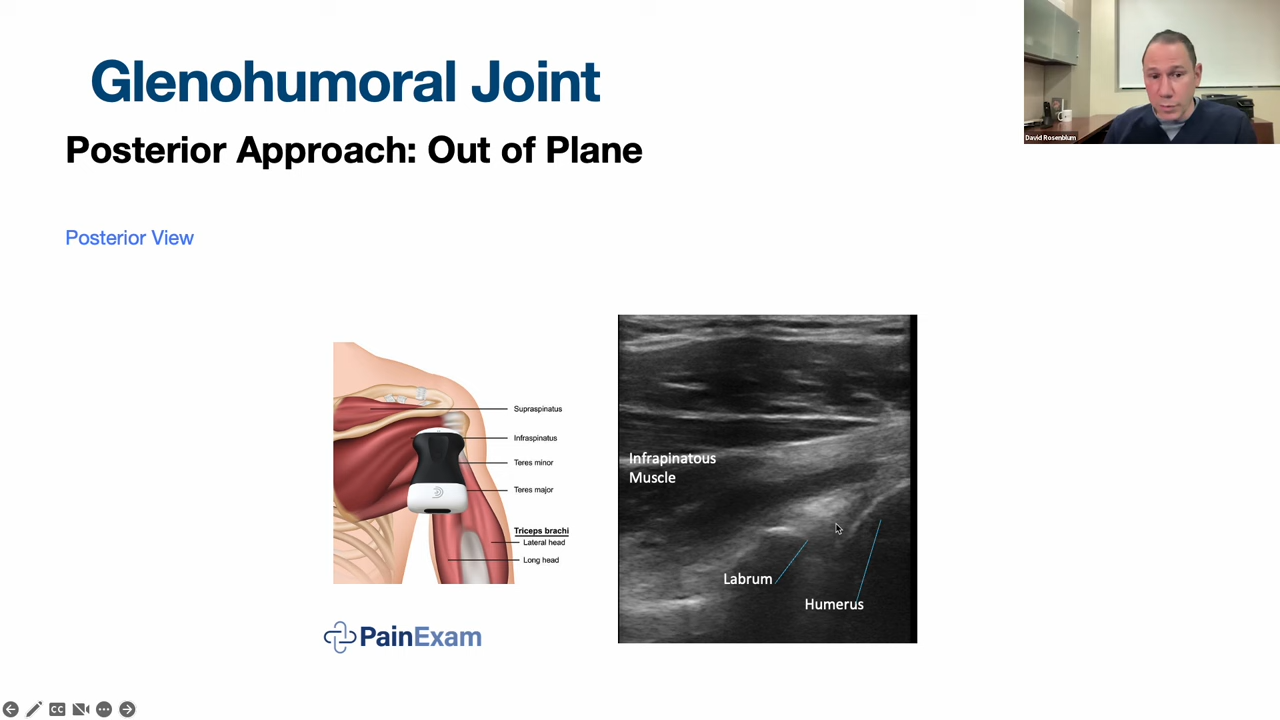 Glenohumoral Joint
Posterior Approach: Out of Plane
David Rosenblum
Posterior View
Supraspinatus
Infraspinatus
Teres minor
Teres major
Triceps brachi
Lateral head
Long head
Infrapinatous
Muscle
Labrum
Humerus
PainExam
CC